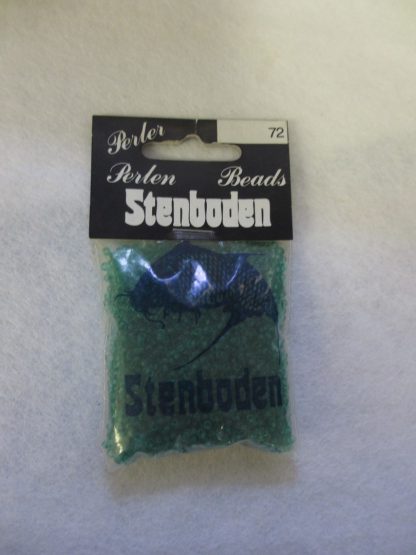 72
Perler
Perlen Beads
Stenboden
Stenboden